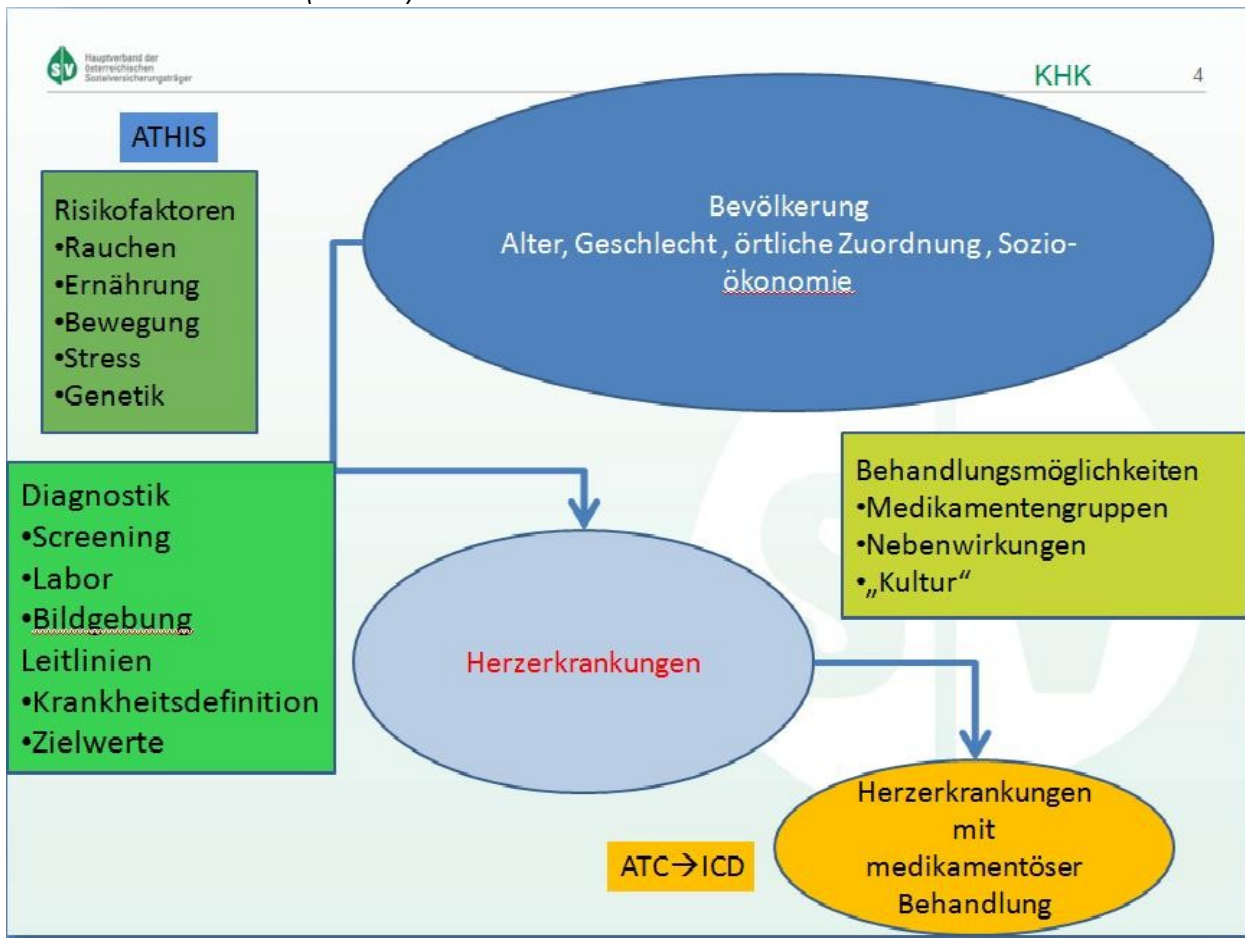 Hauptverband der
österreichischen
Sozialversicherungsträger
KHK
4
ATHIS
Risikofaktoren
•Rauchen
•Ernährung
•Bewegung
•Stress
•Genetik
Bevölkerung
Alter, Geschlecht , örtliche Zuordnung , Sozio-
ökonomie
Diagnostik
•Screening
•Labor
•Bildgebung
Leitlinien
•Krankheitsdefinition
•Zielwerte
Behandlungsmöglichkeiten
•Medikamentengruppen
•Nebenwirkungen
•„Kultur“
Herzerkrankungen
Herzerkrankungen
mit
medikamentöser
Behandlung
ATC→ICD